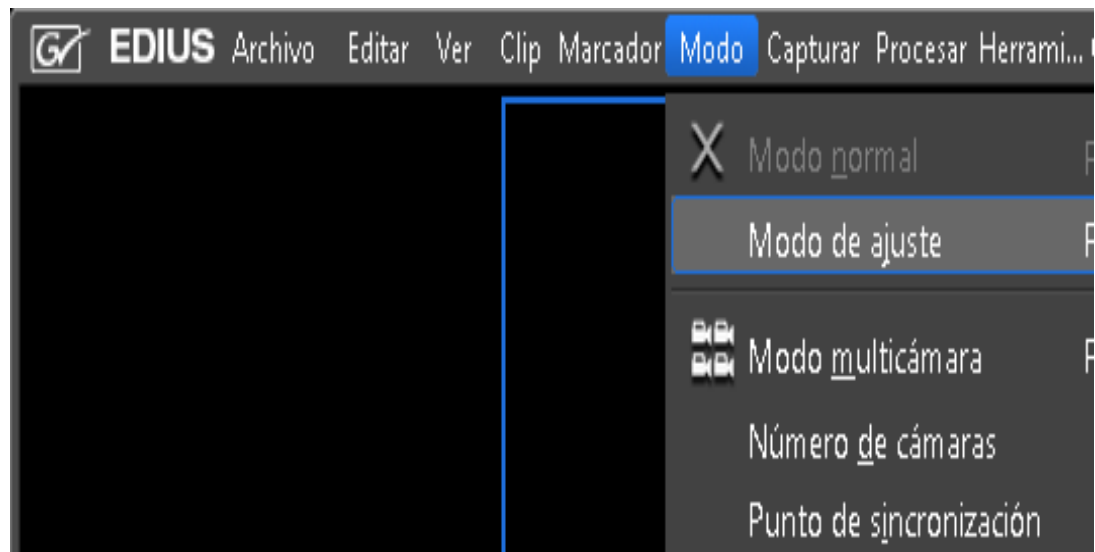 GV EDIUS Archivo Editar Ver Clip Marcador Modo Capturar Procesar Herrami...
Modo normal
Modo de ajuste
Modo multicámara
Número de cámaras
Punto de sincronización